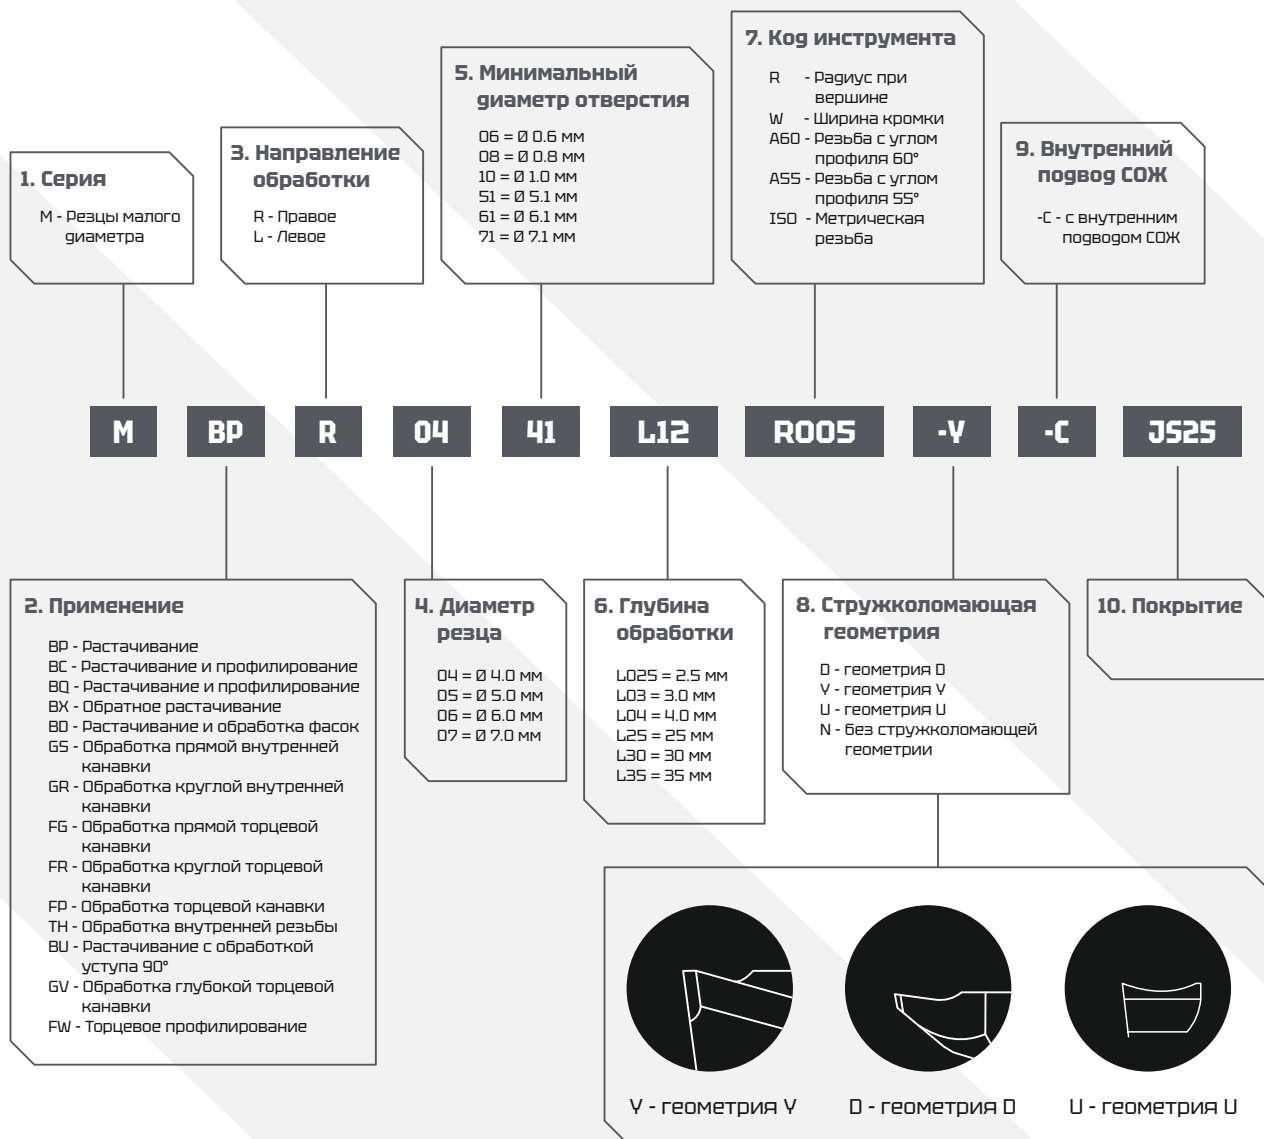 1. Серия
М - Резцы малого
диаметра
3. Направление
обработки
R - Правое
L - Левое
5. Минимальный
диаметр отверстия
06 = Ø 0.6 мм
08 = Ø 0.8 мм
10 = Ø 1.0 мм
51 = Ø 5.1 мм
61 = Ø 6.1 мм
71 = Ø 7.1 мм
7. Код инструмента
R - Радиус при
вершине
W - Ширина кромки
A60 - Резьба с углом
профиля 60°
A55 - Резьба с углом
профиля 55°
ISO - Метрическая
резьба
9. Внутренний
подвод СОЖ
-C - с внутренним
подводом СОЖ
M BP R 04 41 L12 R005 -Y -C JS25
2. Применение
BP - Растачивание
BC - Растачивание и профилирование
BQ - Растачивание и профилирование
BX - Обратное растачивание
BD - Растачивание и обработка фасок
GS - Обработка прямой внутренней
канавки
GR - Обработка круглой внутренней
канавки
FG - Обработка прямой торцевой
канавки
FR - Обработка круглой торцевой
канавки
FP - Обработка торцевой канавки
TH - Обработка внутренней резьбы
BU - Растачивание с обработкой
уступа 90°
GV - Обработка глубокой торцевой
канавки
FW - Торцевое профилирование
4. Диаметр
резца
04 = Ø 4.0 мм
05 = Ø 5.0 мм
06 = Ø 6.0 мм
07 = Ø 7.0 мм
6. Глубина
обработки
L025 = 2.5 мм
L03 = 3.0 мм
L04 = 4.0 мм
L25 = 25 мм
L30 = 30 мм
L35 = 35 мм
8. Стружколомающая
геометрия
D - геометрия D
Y - геометрия Y
U - геометрия U
N - без стружколомающей
геометрии
10. Покрытие
Y - геометрия Y
D - геометрия D
U - геометрия U